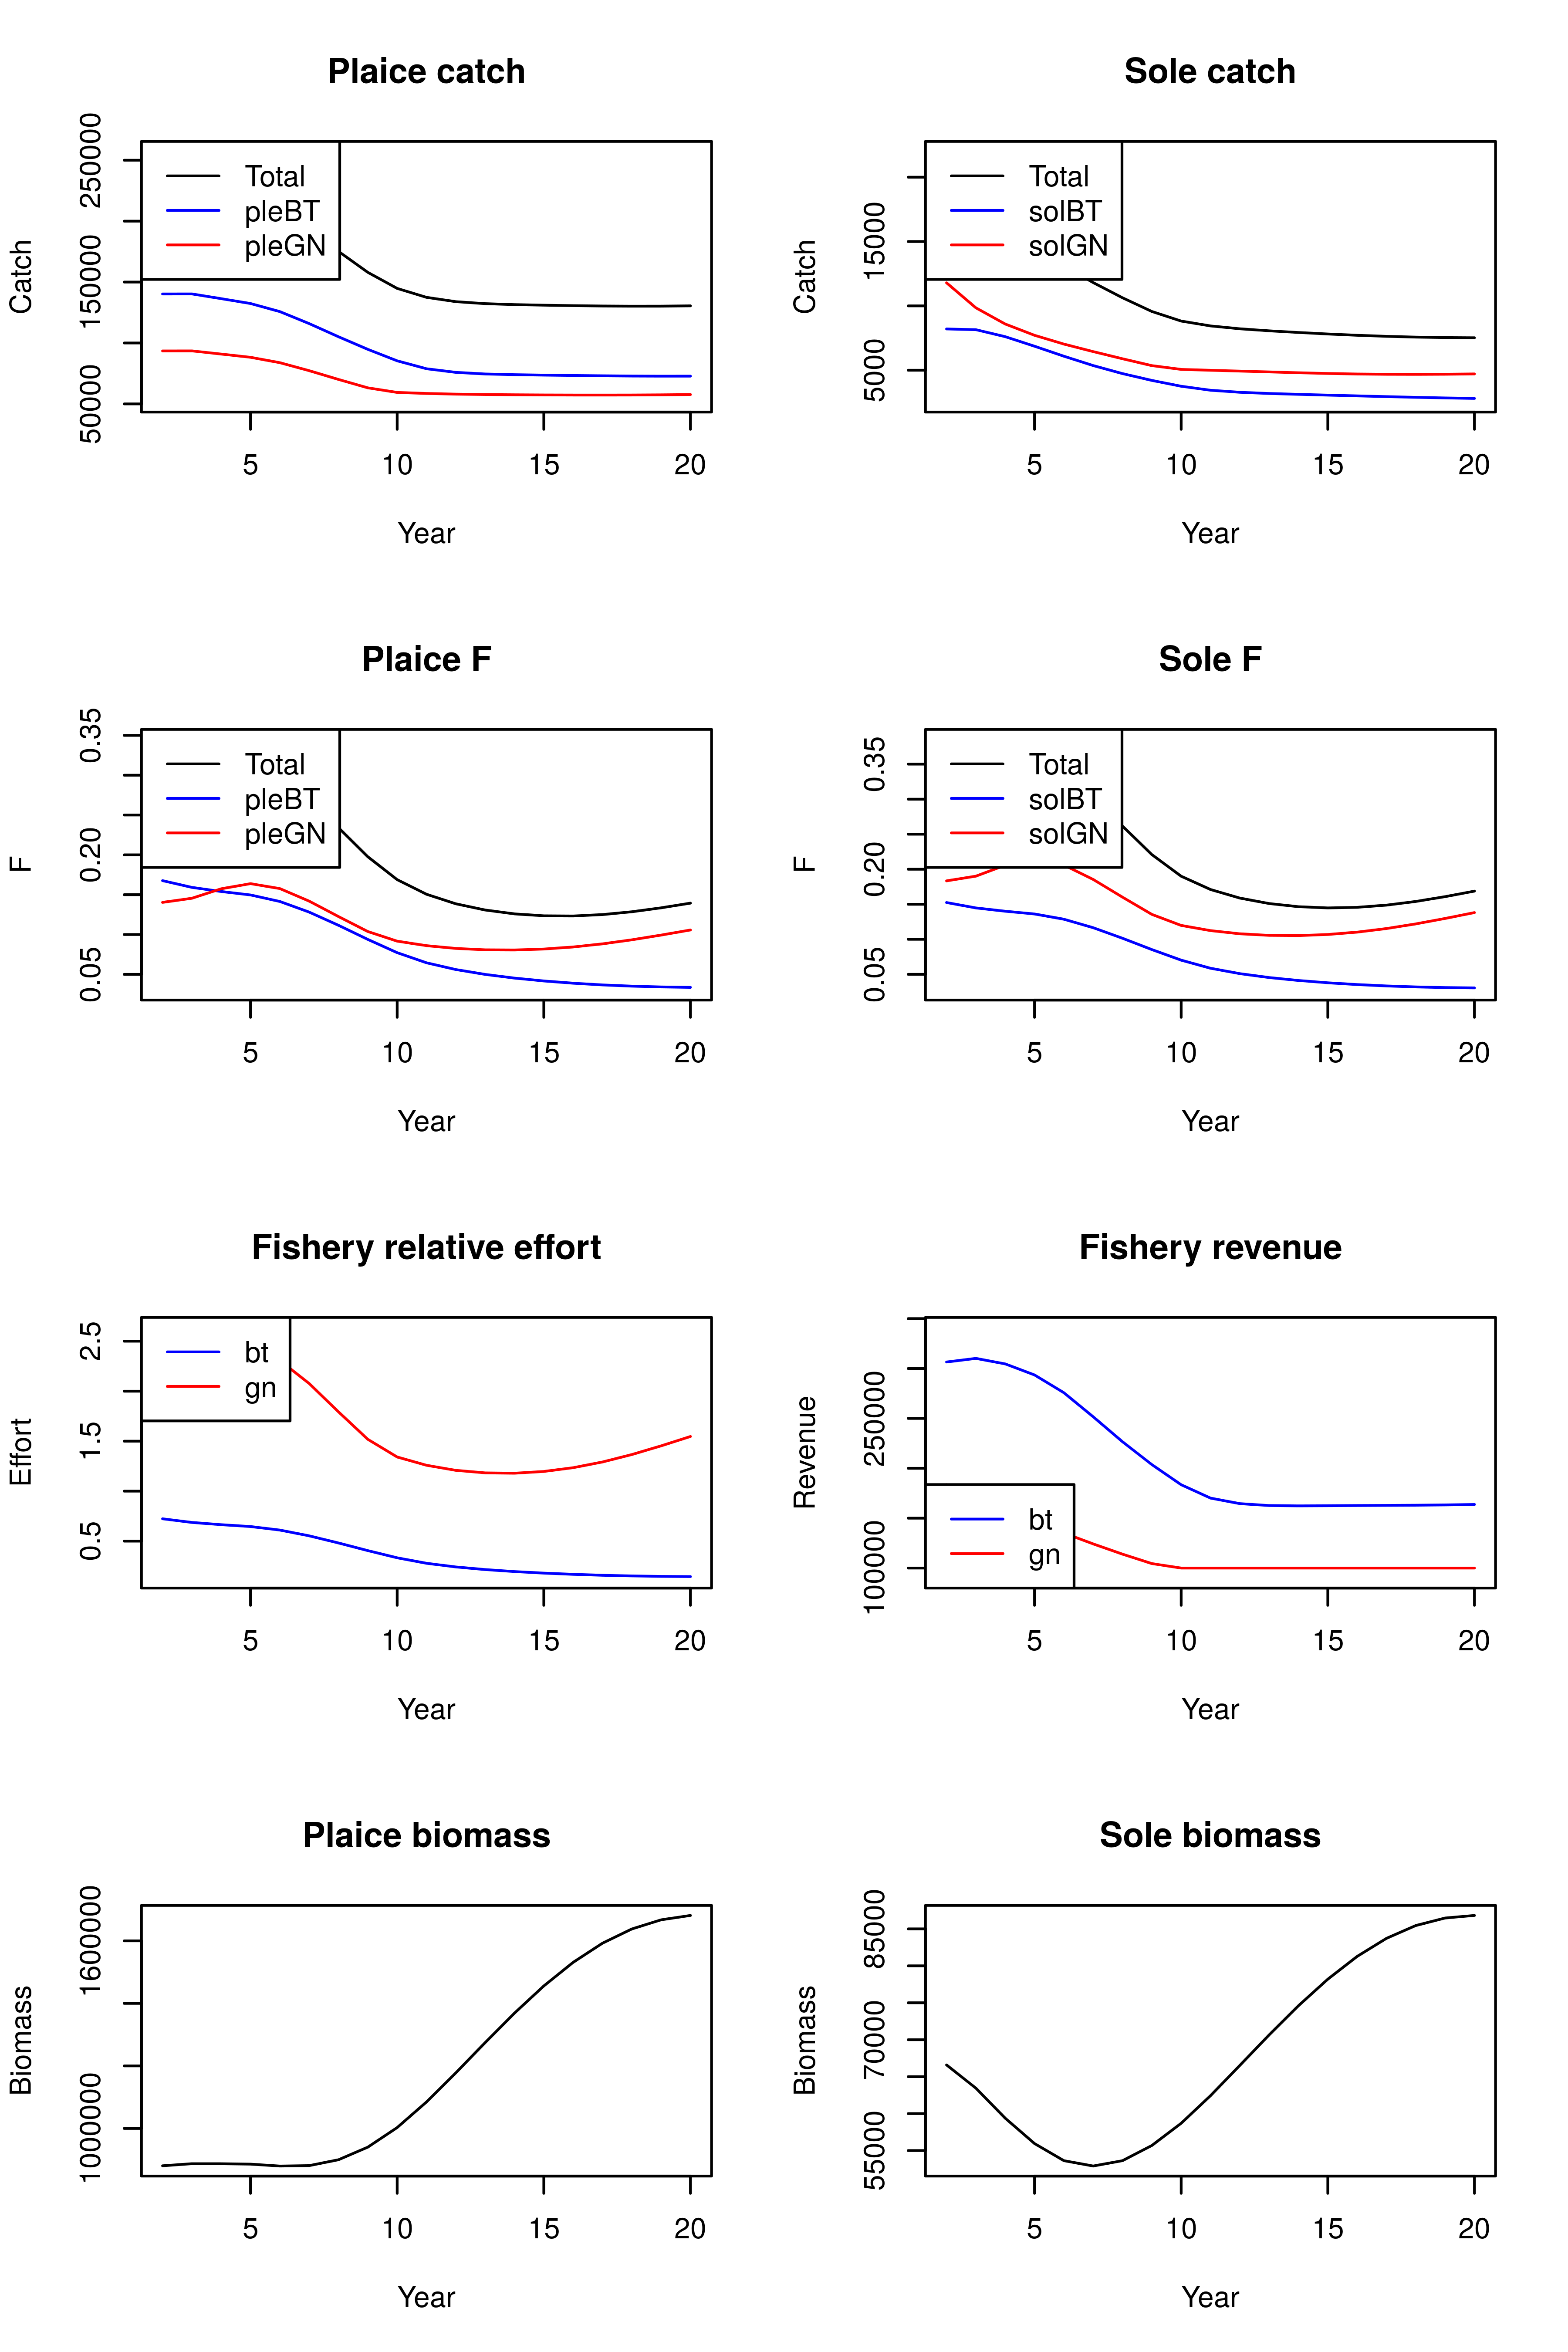 Plaice catch
Catch
250000
150000
50000
Total
pleBT
pleGN
5 10 15 20
Year
Sole catch
Catch
15000
5000
Total
solBT
solGN
5 10 15 20
Year
Plaice F
F
0.35
0.20
0.05
Total
pleBT
pleGN
5 10 15 20
Year
Sole F
F
0.35
0.20
0.05
Total
solBT
solGN
5 10 15 20
Year
Fishery relative effort
Effort
2.5
1.5
0.5
bt
gn
5 10 15 20
Year
Fishery revenue
Revenue
250000
100000
bt
gn
5 10 15 20
Year
Plaice biomass
Biomass
1600000
1000000
5 10 15 20
Year
Sole biomass
Biomass
85000
70000
55000
5 10 15 20
Year